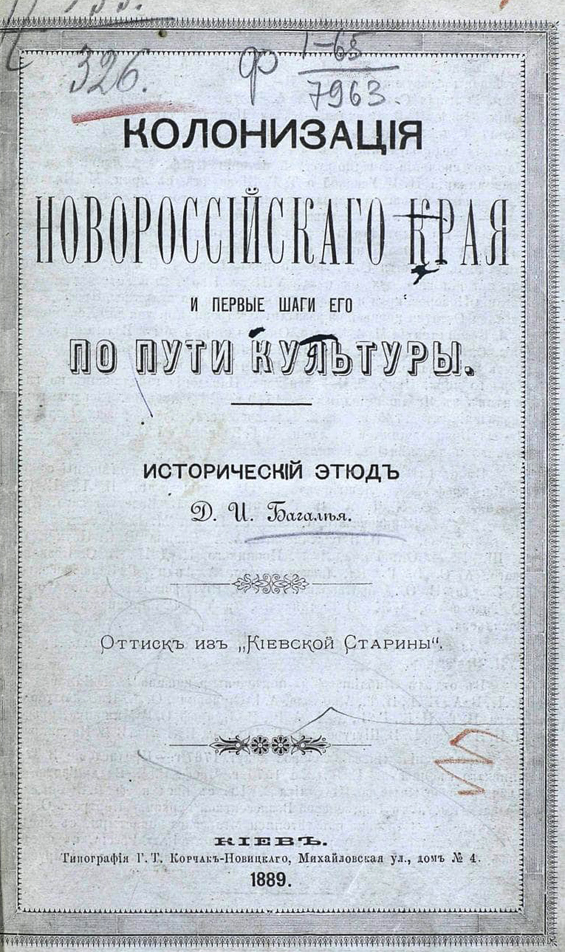 326.
Ф 1-65
7963.
КОЛОНИЗАЦІЯ
НОВОРОССІЙСКАГО КРАЯ
И ПЕРВЫЕ ШАГИ ЕГО
ПО ПУТИ КУЛЬТУРЫ.
ИСТОРИЧЕСКІЙ ЭТЮДЪ
Д. И. Багалѣя.
Оттискъ изъ „Кіевской Старины“.
КІЕВЪ.
Типографія Г. Т. Корчакъ-Новицкаго, Михайловская ул., домъ № 4.
1889.